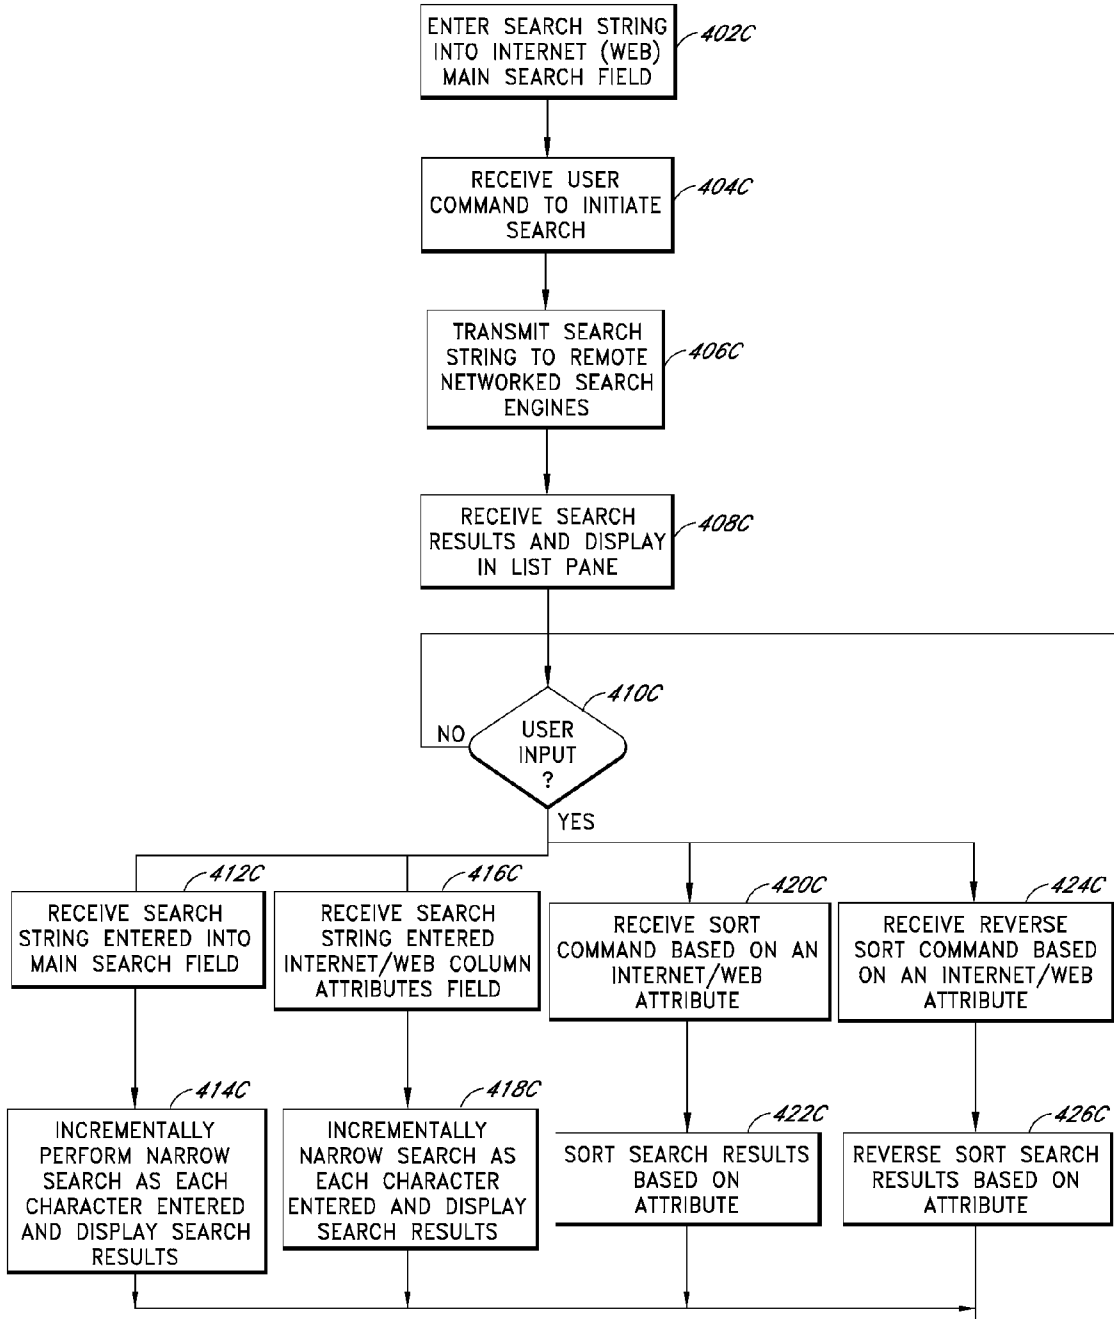 ENTER SEARCH STRING
INTO INTERNET (WEB)
MAIN SEARCH FIELD
402C
RECEIVE USER
COMMAND TO INITIATE
SEARCH
404C
TRANSMIT SEARCH
STRING TO REMOTE
NETWORKED SEARCH
ENGINES
406C
RECEIVE SEARCH
RESULTS AND DISPLAY
IN LIST PANE
408C
USER
INPUT
?
410C
NO
YES
RECEIVE SEARCH
STRING ENTERED INTO
MAIN SEARCH FIELD
412C
RECEIVE SEARCH
STRING ENTERED
INTERNET/WEB COLUMN
ATTRIBUTES FIELD
416C
RECEIVE SORT
COMMAND BASED ON AN
INTERNET/WEB
ATTRIBUTE
420C
RECEIVE REVERSE
SORT COMMAND BASED
ON AN INTERNET/WEB
ATTRIBUTE
424C
INCREMENTALLY
PERFORM NARROW
SEARCH AS EACH
CHARACTER ENTERED
AND DISPLAY SEARCH
RESULTS
414C
INCREMENTALLY
NARROW SEARCH AS
EACH CHARACTER
ENTERED AND DISPLAY
SEARCH RESULTS
418C
SORT SEARCH RESULTS
BASED ON
ATTRIBUTE
422C
REVERSE SORT SEARCH
RESULTS BASED ON
ATTRIBUTE
426C